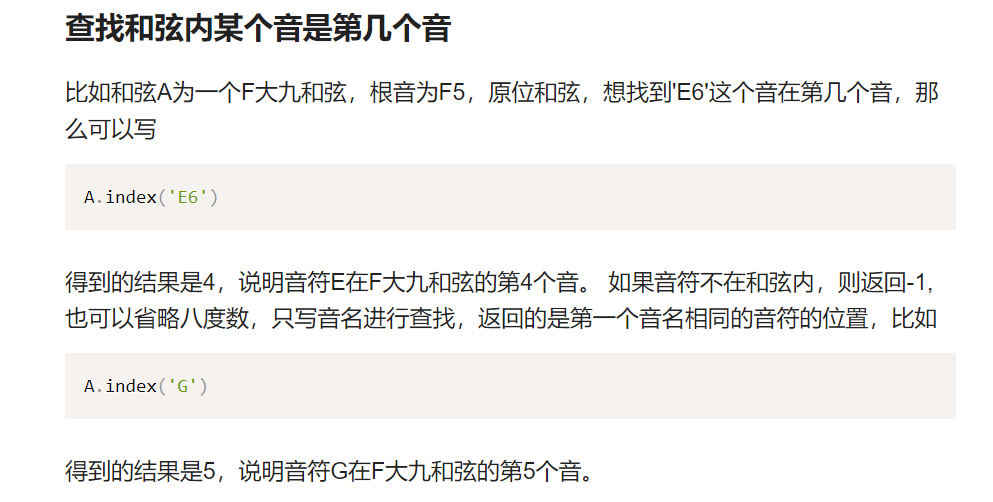 查找和弦内某个音是第几个音
比如和弦A为一个F大九和弦，根音为F5，原位和弦，想找到'E6'这个音在第几个音，那
么可以写
A.index('E6')
得到的结果是4，说明音符E在F大九和弦的第4个音。 如果音符不在和弦内，则返回-1，
也可以省略八度数，只写音名进行查找，返回的是第一个音名相同的音符的位置，比如
A.index('G')
得到的结果是5，说明音符G在F大九和弦的第5个音。